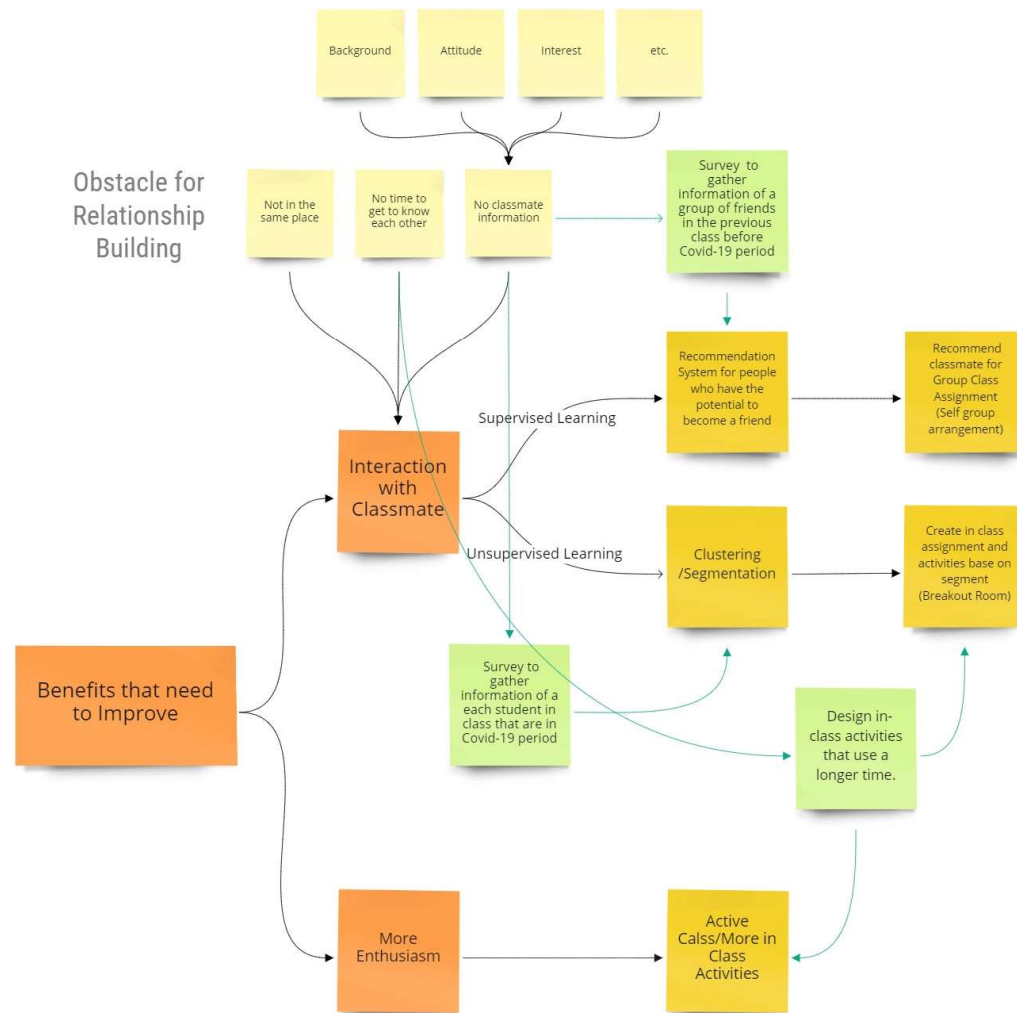 Background
Attitude
Interest
etc.
Obstacle for
Relationship
Building
Not in the
same place
No time to
get to know
each other
No classmate
information
Survey to
gather
information of a
group of friends
in the previous
class before
Covid-19 period
Recommendation
System for people
who have the
potential to
become a friend
Recommend
classmate for
Group Class
Assignment
(Self group
arrangement)
Supervised Learning
Interaction
with
Classmate
Unsupervised Learning
Clustering
/Segmentation
Create in class
assignment and
activities base on
segment
(Breakout Room)
Benefits that need
to Improve
Survey to
gather
information of a
each student in
class that are in
Covid-19 period
Design in-
class activities
that use a
longer time.
More
Enthusiasm
Active
Calss/More in
Class
Activities